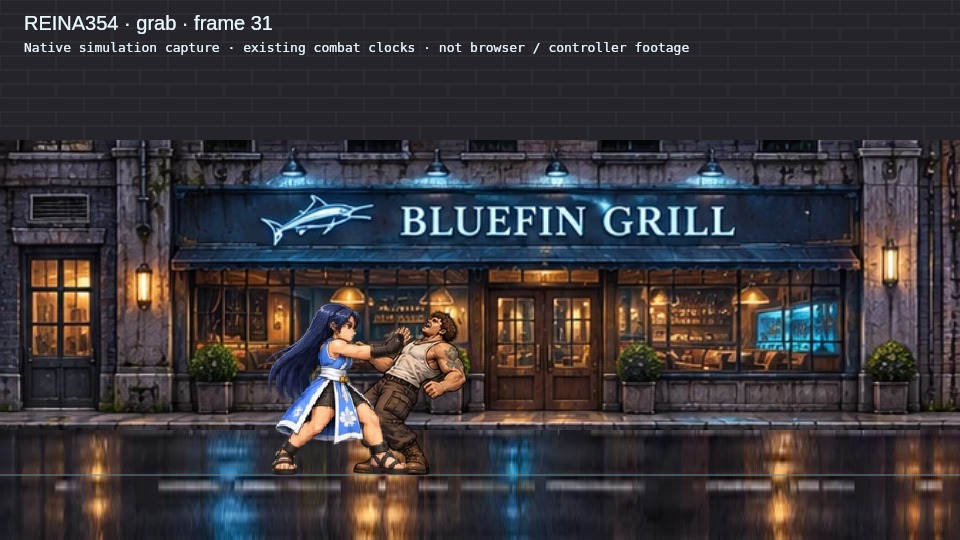 REINA354 · grab · frame 31
Native simulation capture · existing combat clocks · not browser / controller footage
BLUEFIN GRILL